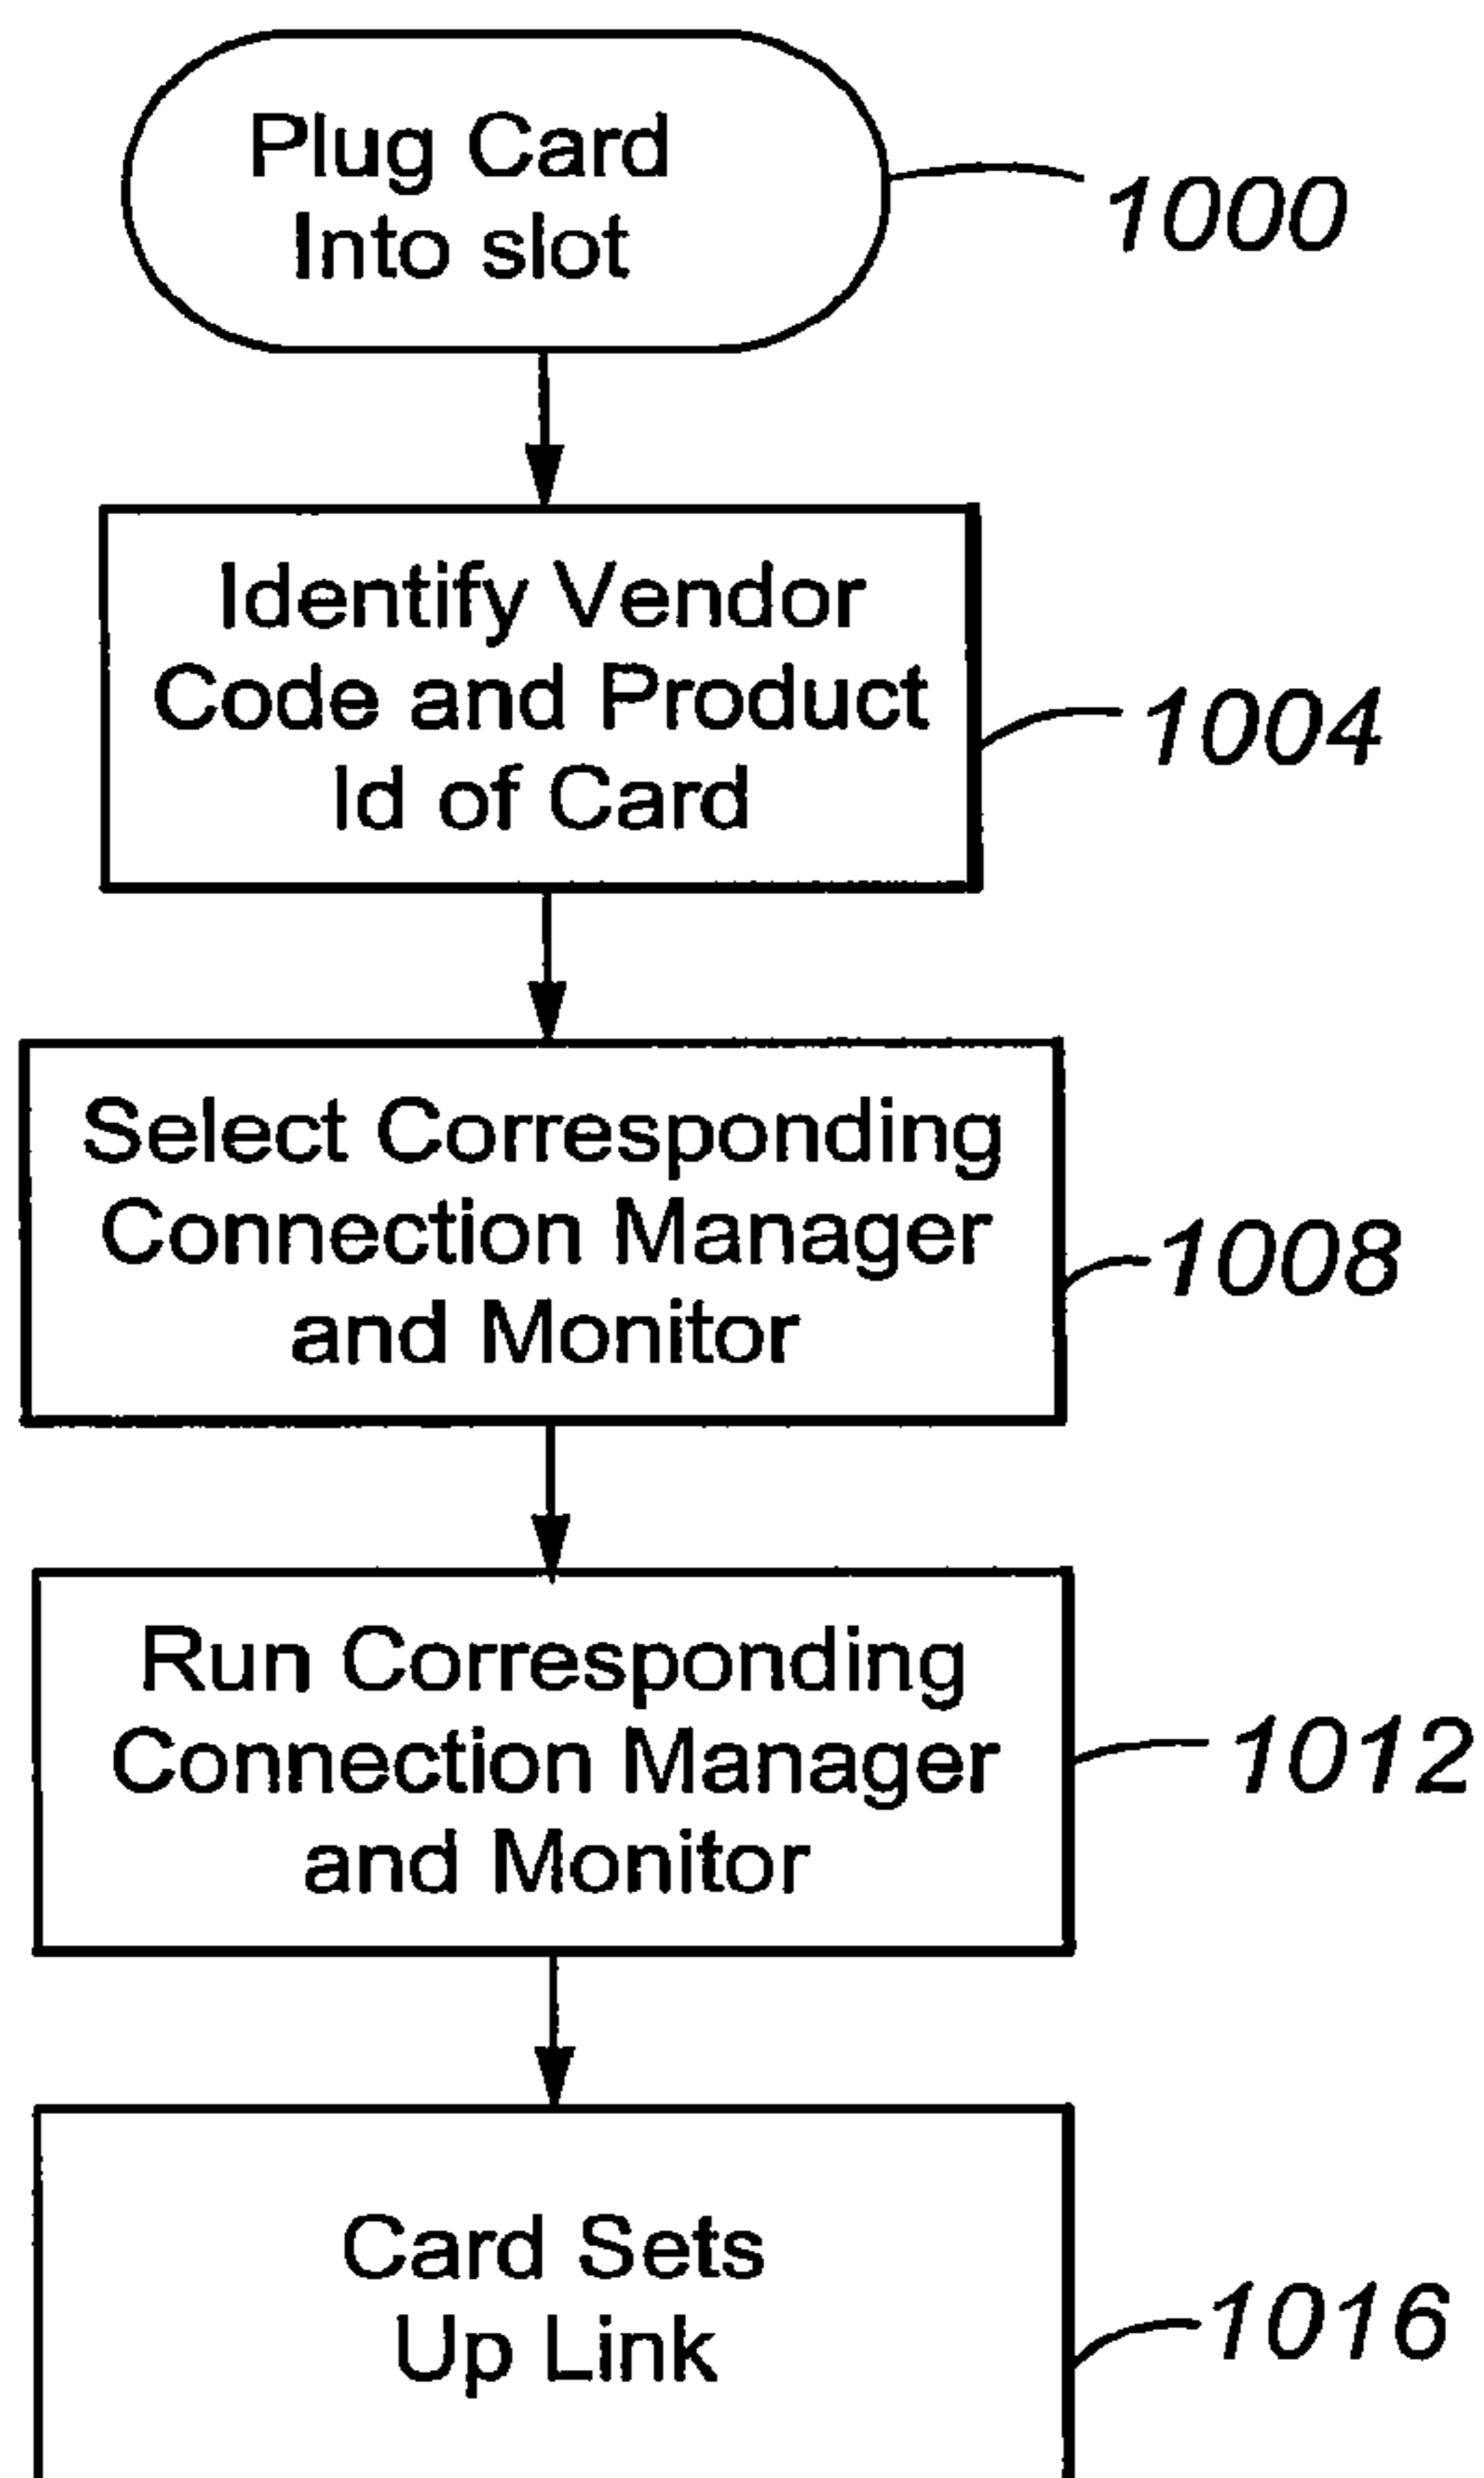 Plug Card
Into slot
1000
Identify Vendor
Code and Product
Id of Card
1004
Select Corresponding
Connection Manager
and Monitor
1008
Run Corresponding
Connection Manager
and Monitor
1012
Card Sets
Up Link
1016